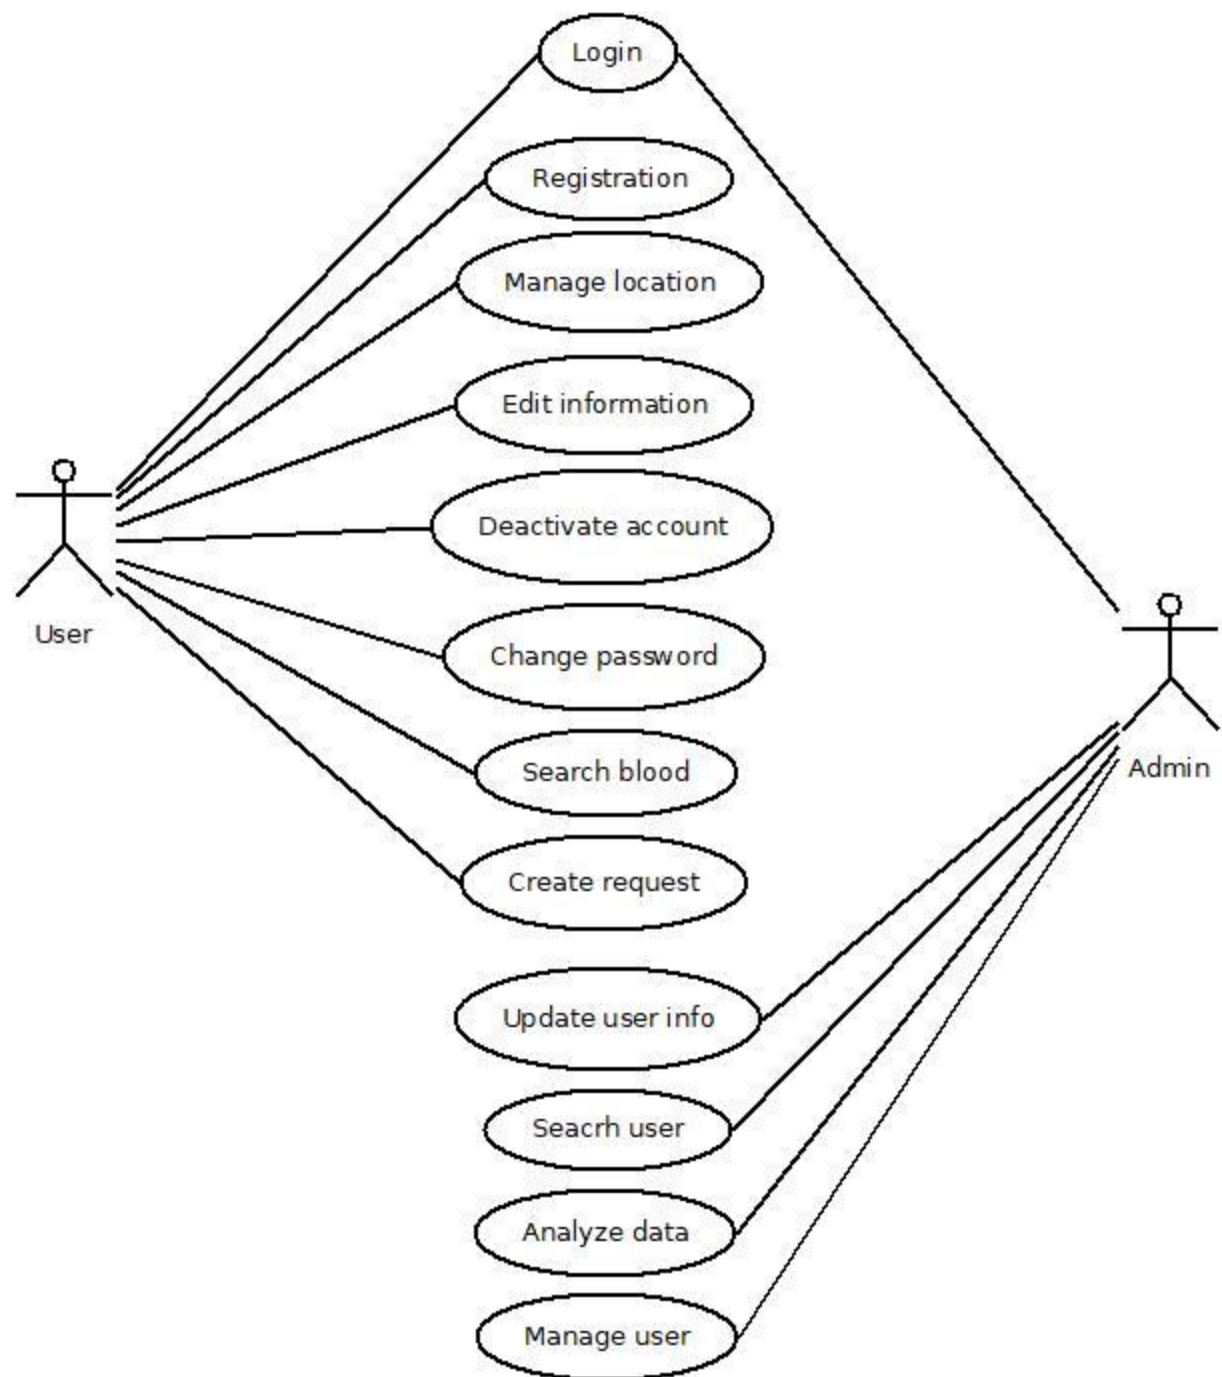 Login
Registration
Manage location
Edit information
Deactivate account
User
Change password
Search blood
Admin
Create request
Update user info
Seacrh user
Analyze data
Manage user